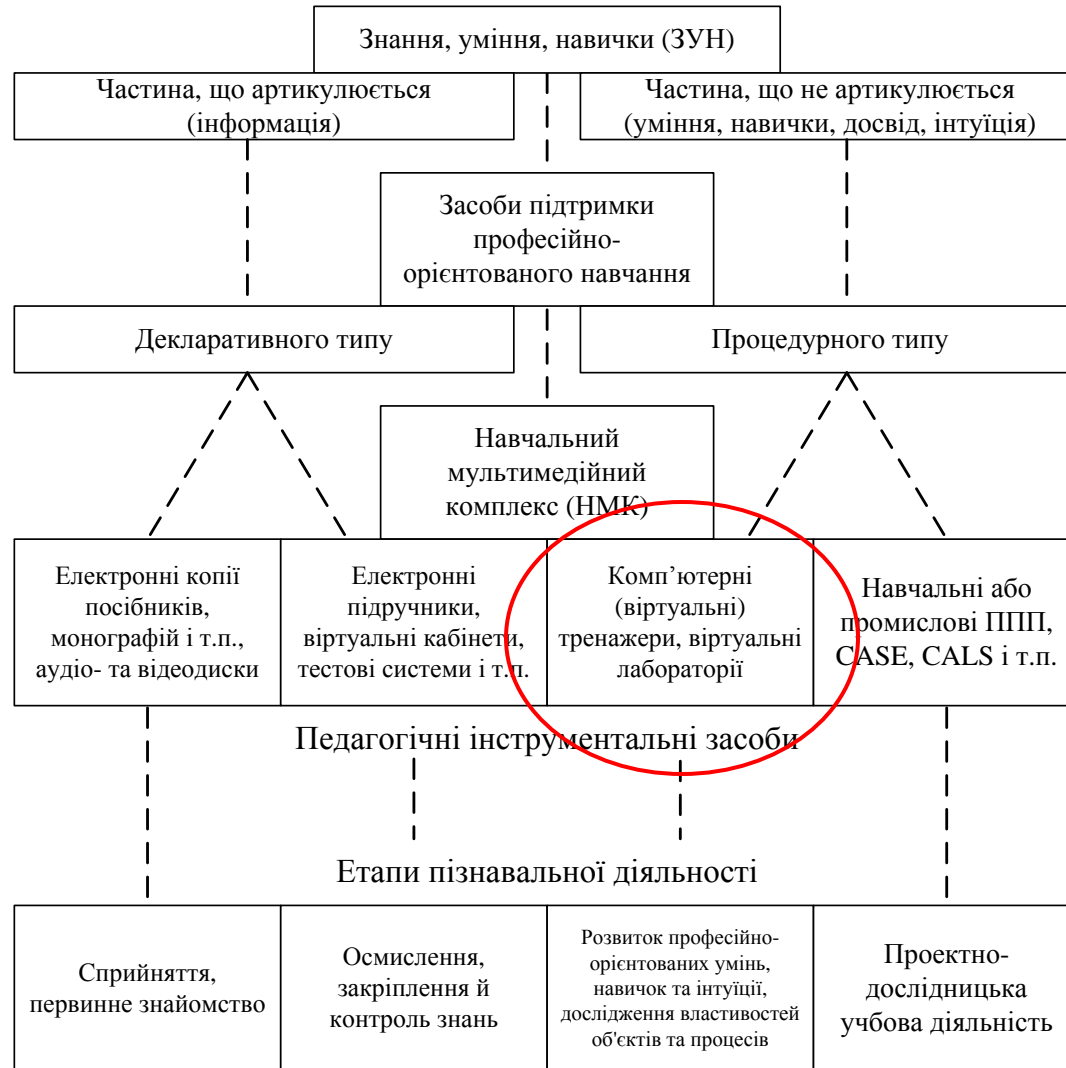 Знання, уміння, навички (ЗУН)
Частина, що артикулюється
(інформація)
Частина, що не артикулюється
(уміння, навички, досвід, інтуїція)
Засоби підтримки
професійно-
орієнтованого навчання
Декларативного типу
Процедурного типу
Навчальний
мультимедійний
комплекс (НМК)
Електронні копії
посібників,
монографій і т.п.,
аудіо- та відеодиски
Електронні
підручники,
віртуальні кабінети,
тестові системи і т.п.
Комп’ютерні
(віртуальні)
тренажери, віртуальні
лабораторії
Навчальні або
промислові ППП,
CASE, CALS і т.п.
Педагогічні інструментальні засоби
Етапи пізнавальної діяльності
Сприйняття,
первинне знайомство
Осмислення,
закріплення й
контроль знань
Розвиток професійно-
орієнтованих умінь,
навичок та інтуїції,
дослідження властивостей
об'єктів та процесів
Проектно-
дослідницька
учбова діяльність